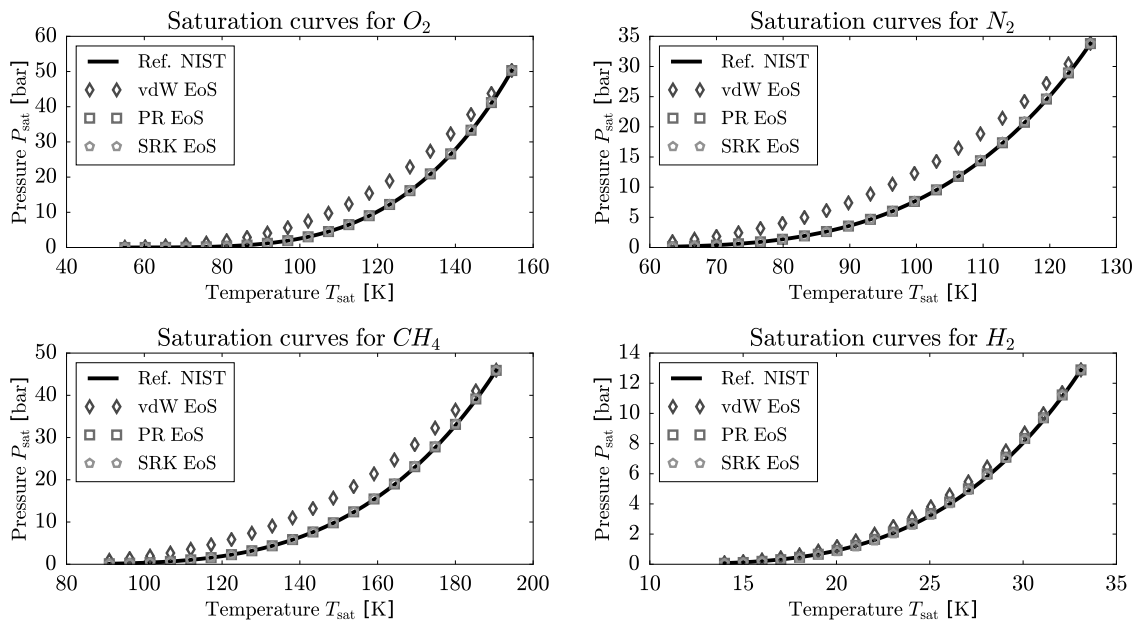 Saturation curves for O2
60
50
40
30
20
10
0
Pressure Psat [bar]
Ref. NIST
vdW EoS
PR EoS
SRK EoS
40 60 80 100 120 140 160
Temperature Tsat [K]
Saturation curves for N2
35
30
25
20
15
10
5
0
Pressure Psat [bar]
Ref. NIST
vdW EoS
PR EoS
SRK EoS
60 70 80 90 100 110 120 130
Temperature Tsat [K]
Saturation curves for CH4
50
40
30
20
10
0
Pressure Psat [bar]
Ref. NIST
vdW EoS
PR EoS
SRK EoS
80 100 120 140 160 180 200
Temperature Tsat [K]
Saturation curves for H2
14
12
10
8
6
4
2
0
Pressure Psat [bar]
Ref. NIST
vdW EoS
PR EoS
SRK EoS
10 15 20 25 30 35
Temperature Tsat [K]